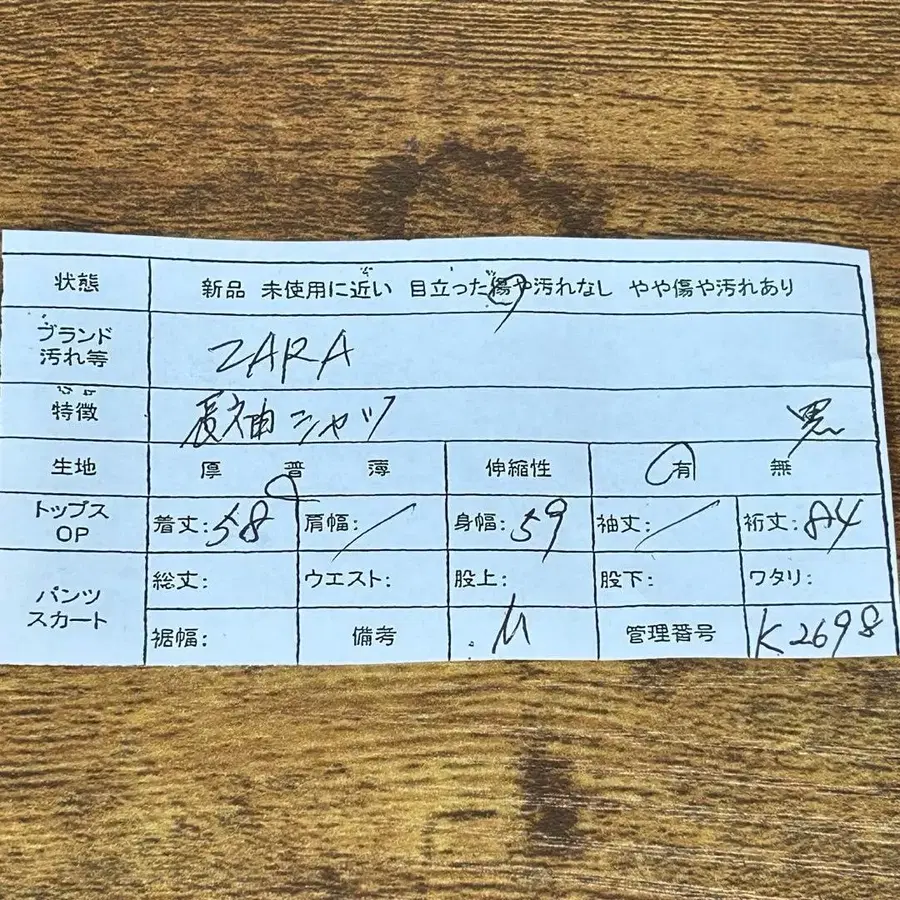 状態 新品 未使用に近い 目立った傷や汚れなし やや傷や汚れあり
ブランド
汚れ等 ZARA
特徴 長袖シャツ 黒
生地 厚 普 薄 伸縮性 有 無
トップス
OP 着丈:58 肩幅:／ 身幅:59 袖丈:／ 裄丈:84
パンツ
スカート
総丈: ウエスト: 股上: 股下: ワタリ:
裾幅: 備考 : M 管理番号 K2698